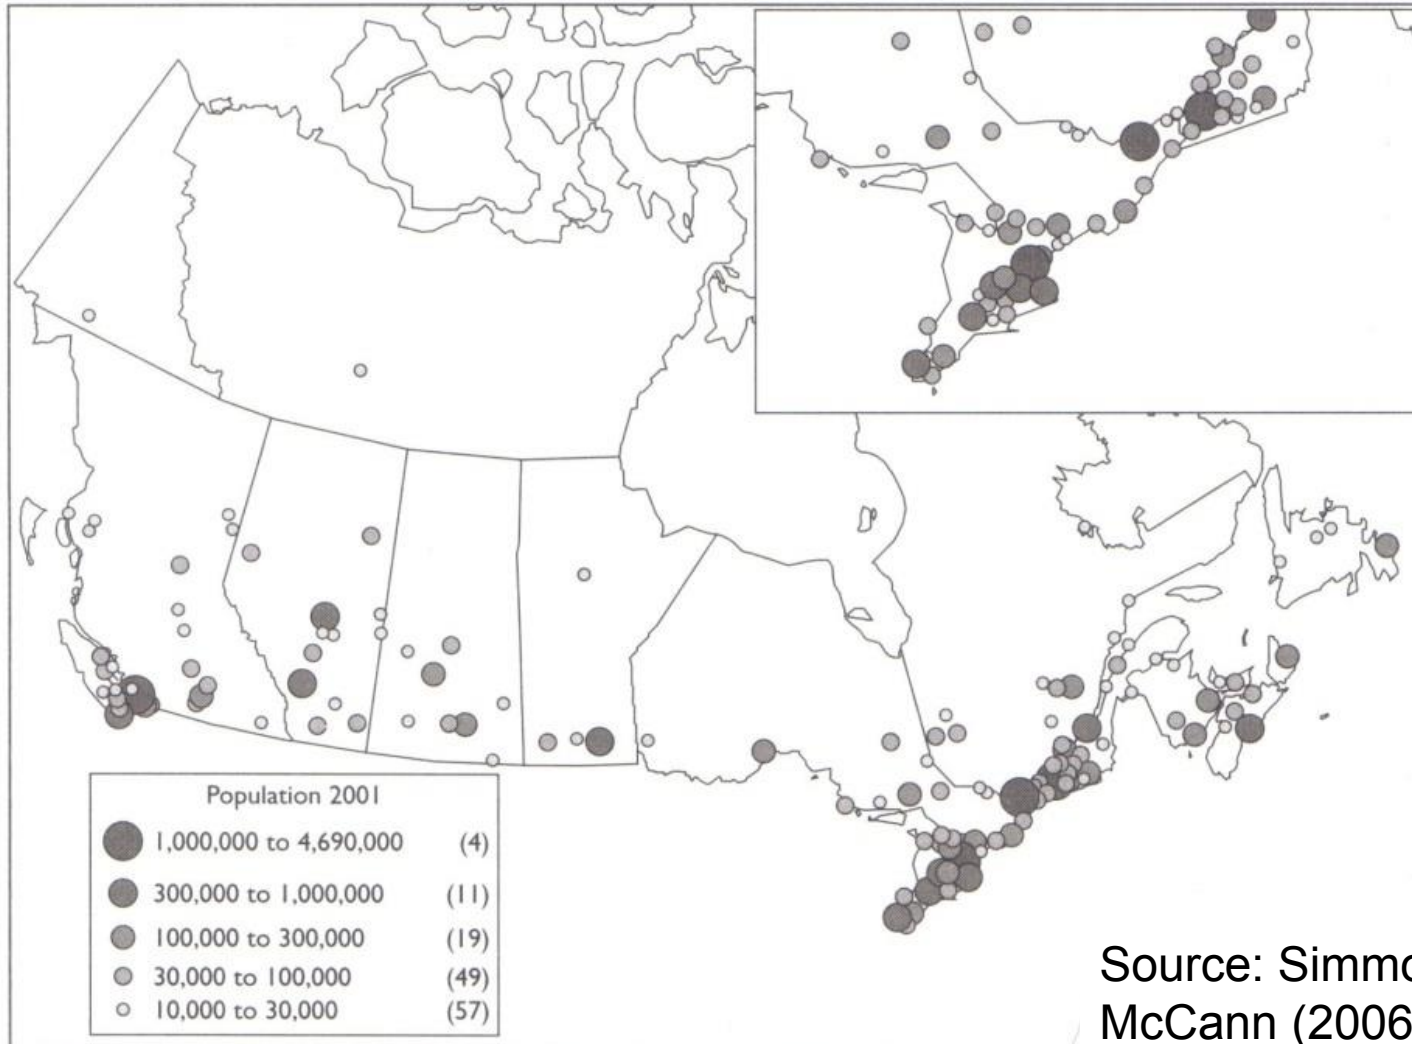 Population 2001
1,000,000 to 4,690,000 (4)
300,000 to 1,000,000 (11)
100,000 to 300,000 (19)
30,000 to 100,000 (49)
10,000 to 30,000 (57)
Source: Simmo
McCann (2006